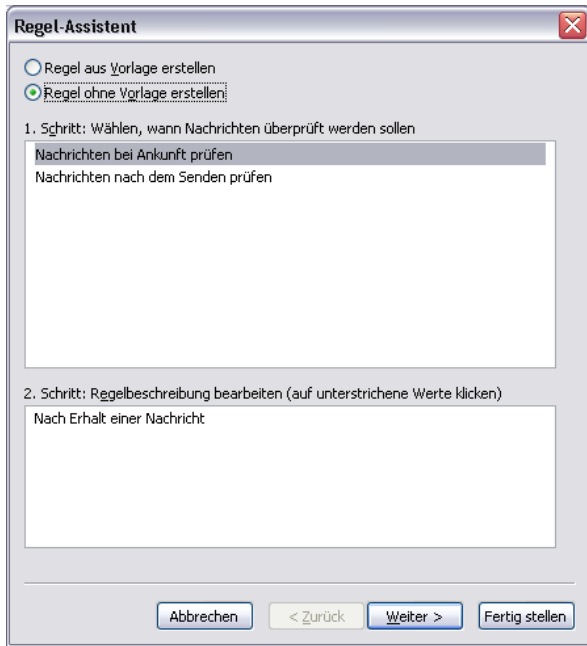 Regel-Assistent
Regel aus Vorlage erstellen
Regel ohne Vorlage erstellen
1. Schritt: Wählen, wann Nachrichten überprüft werden sollen
Nachrichten bei Ankunft prüfen
Nachrichten nach dem Senden prüfen
2. Schritt: Regelbeschreibung bearbeiten (auf unterstrichene Werte klicken)
Nach Erhalt einer Nachricht
Abbrechen < Zurück Weiter > Fertig stellen